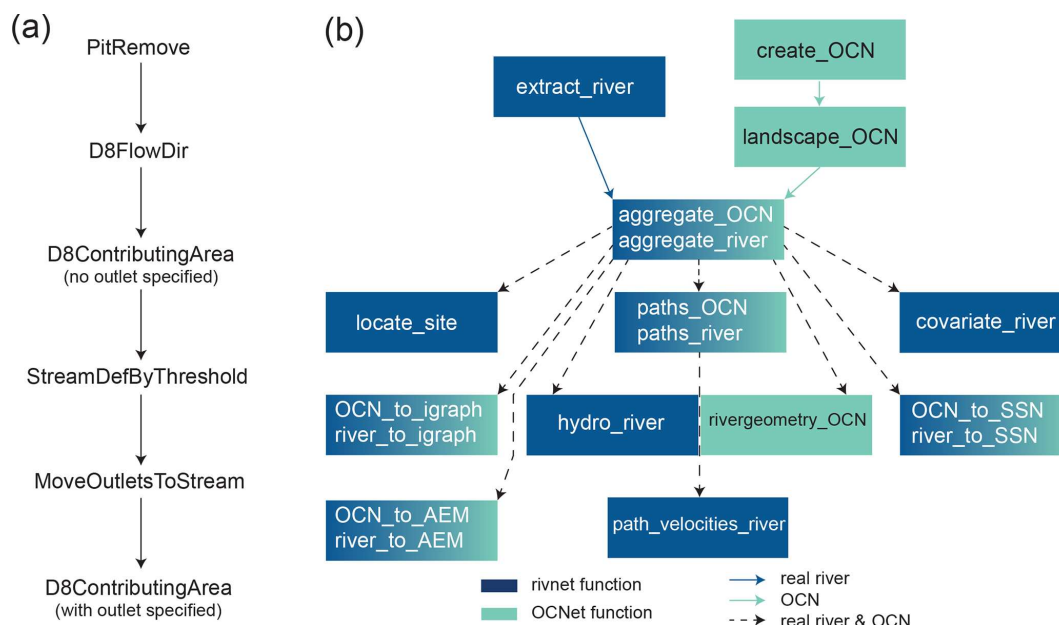 (a)
PitRemove
D8FlowDir
D8ContributingArea
(no outlet specified)
StreamDefByThreshold
MoveOutletsToStream
D8ContributingArea
(with outlet specified)
(b)
extract_river
create_OCN
landscape_OCN
aggregate_OCN
aggregate_river
locate_site
paths_OCN
paths_river
covariate_river
OCN_to_igraph
river_to_igraph
hydro_river
rivergeometry_OCN
OCN_to_SSN
river_to_SSN
OCN_to_AEM
river_to_AEM
path_velocities_river
rivnet function
OCNet function
real river
OCN
real river & OCN